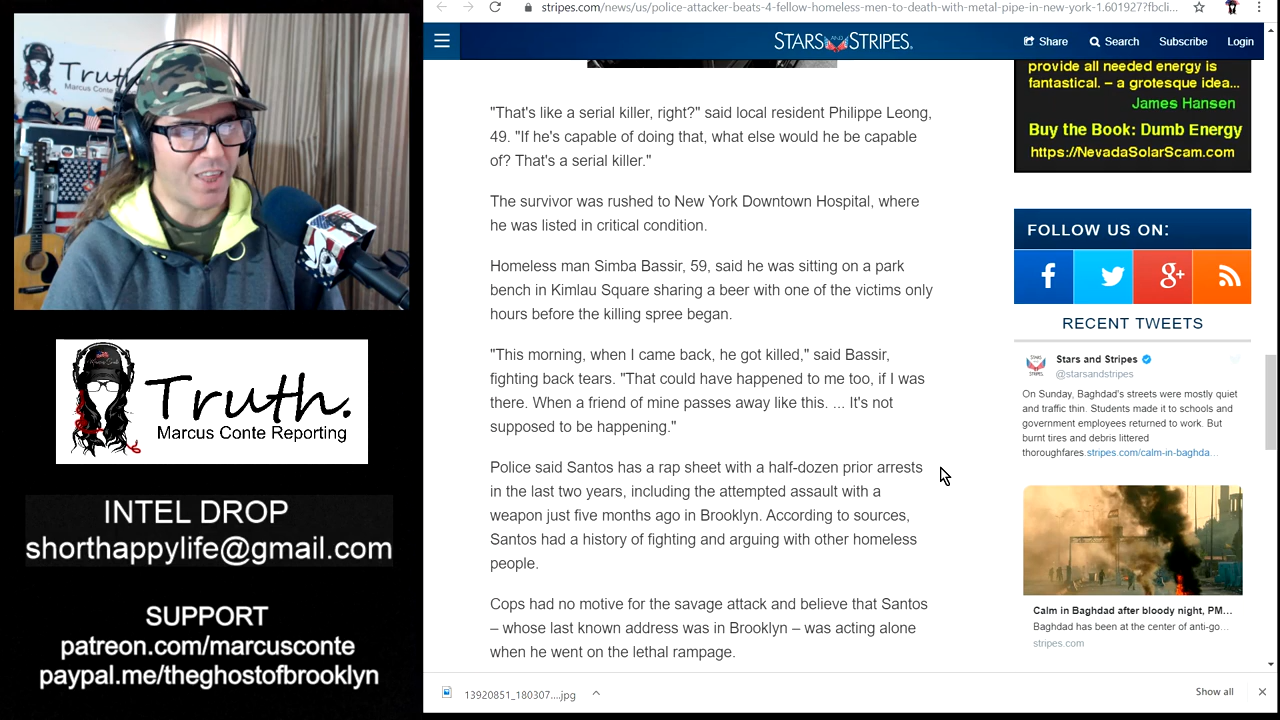 Truth.
Marcus Conte
Truth.
Marcus Conte Reporting
INTEL DROP
shorthappylife@gmail.com
SUPPORT
patreon.com/marcusconte
paypal.me/theghostofbrooklyn
stripes.com/news/us/police-attacker-beats-4-fellow-homeless-men-to-death-with-metal-pipe-in-new-york-1.601927?fbcli...
STARS AND STRIPES.
Share
Search
Subscribe
Login
"That's like a serial killer, right?" said local resident Philippe Leong,
49. "If he's capable of doing that, what else would he be capable
of? That's a serial killer."
The survivor was rushed to New York Downtown Hospital, where
he was listed in critical condition.
Homeless man Simba Bassir, 59, said he was sitting on a park
bench in Kimlau Square sharing a beer with one of the victims only
hours before the killing spree began.
"This morning, when I came back, he got killed," said Bassir,
fighting back tears. "That could have happened to me too, if I was
there. When a friend of mine passes away like this. ... It's not
supposed to be happening."
Police said Santos has a rap sheet with a half-dozen prior arrests
in the last two years, including the attempted assault with a
weapon just five months ago in Brooklyn. According to sources,
Santos had a history of fighting and arguing with other homeless
people.
Cops had no motive for the savage attack and believe that Santos
– whose last known address was in Brooklyn – was acting alone
when he went on the lethal rampage.
provide all needed energy is
fantastical. – a grotesque idea...
James Hansen
Buy the Book: Dumb Energy
https://NevadaSolarScam.com
FOLLOW US ON:
RECENT TWEETS
Stars and Stripes
@starsandstripes
On Sunday, Baghdad's streets were mostly quiet
and traffic thin. Students made it to schools and
government employees returned to work. But
burnt tires and debris littered
thoroughfares.stripes.com/calm-in-baghda...
Calm in Baghdad after bloody night, PM...
Baghdad has been at the center of anti-go...
stripes.com
13920851_180307....jpg
Show all